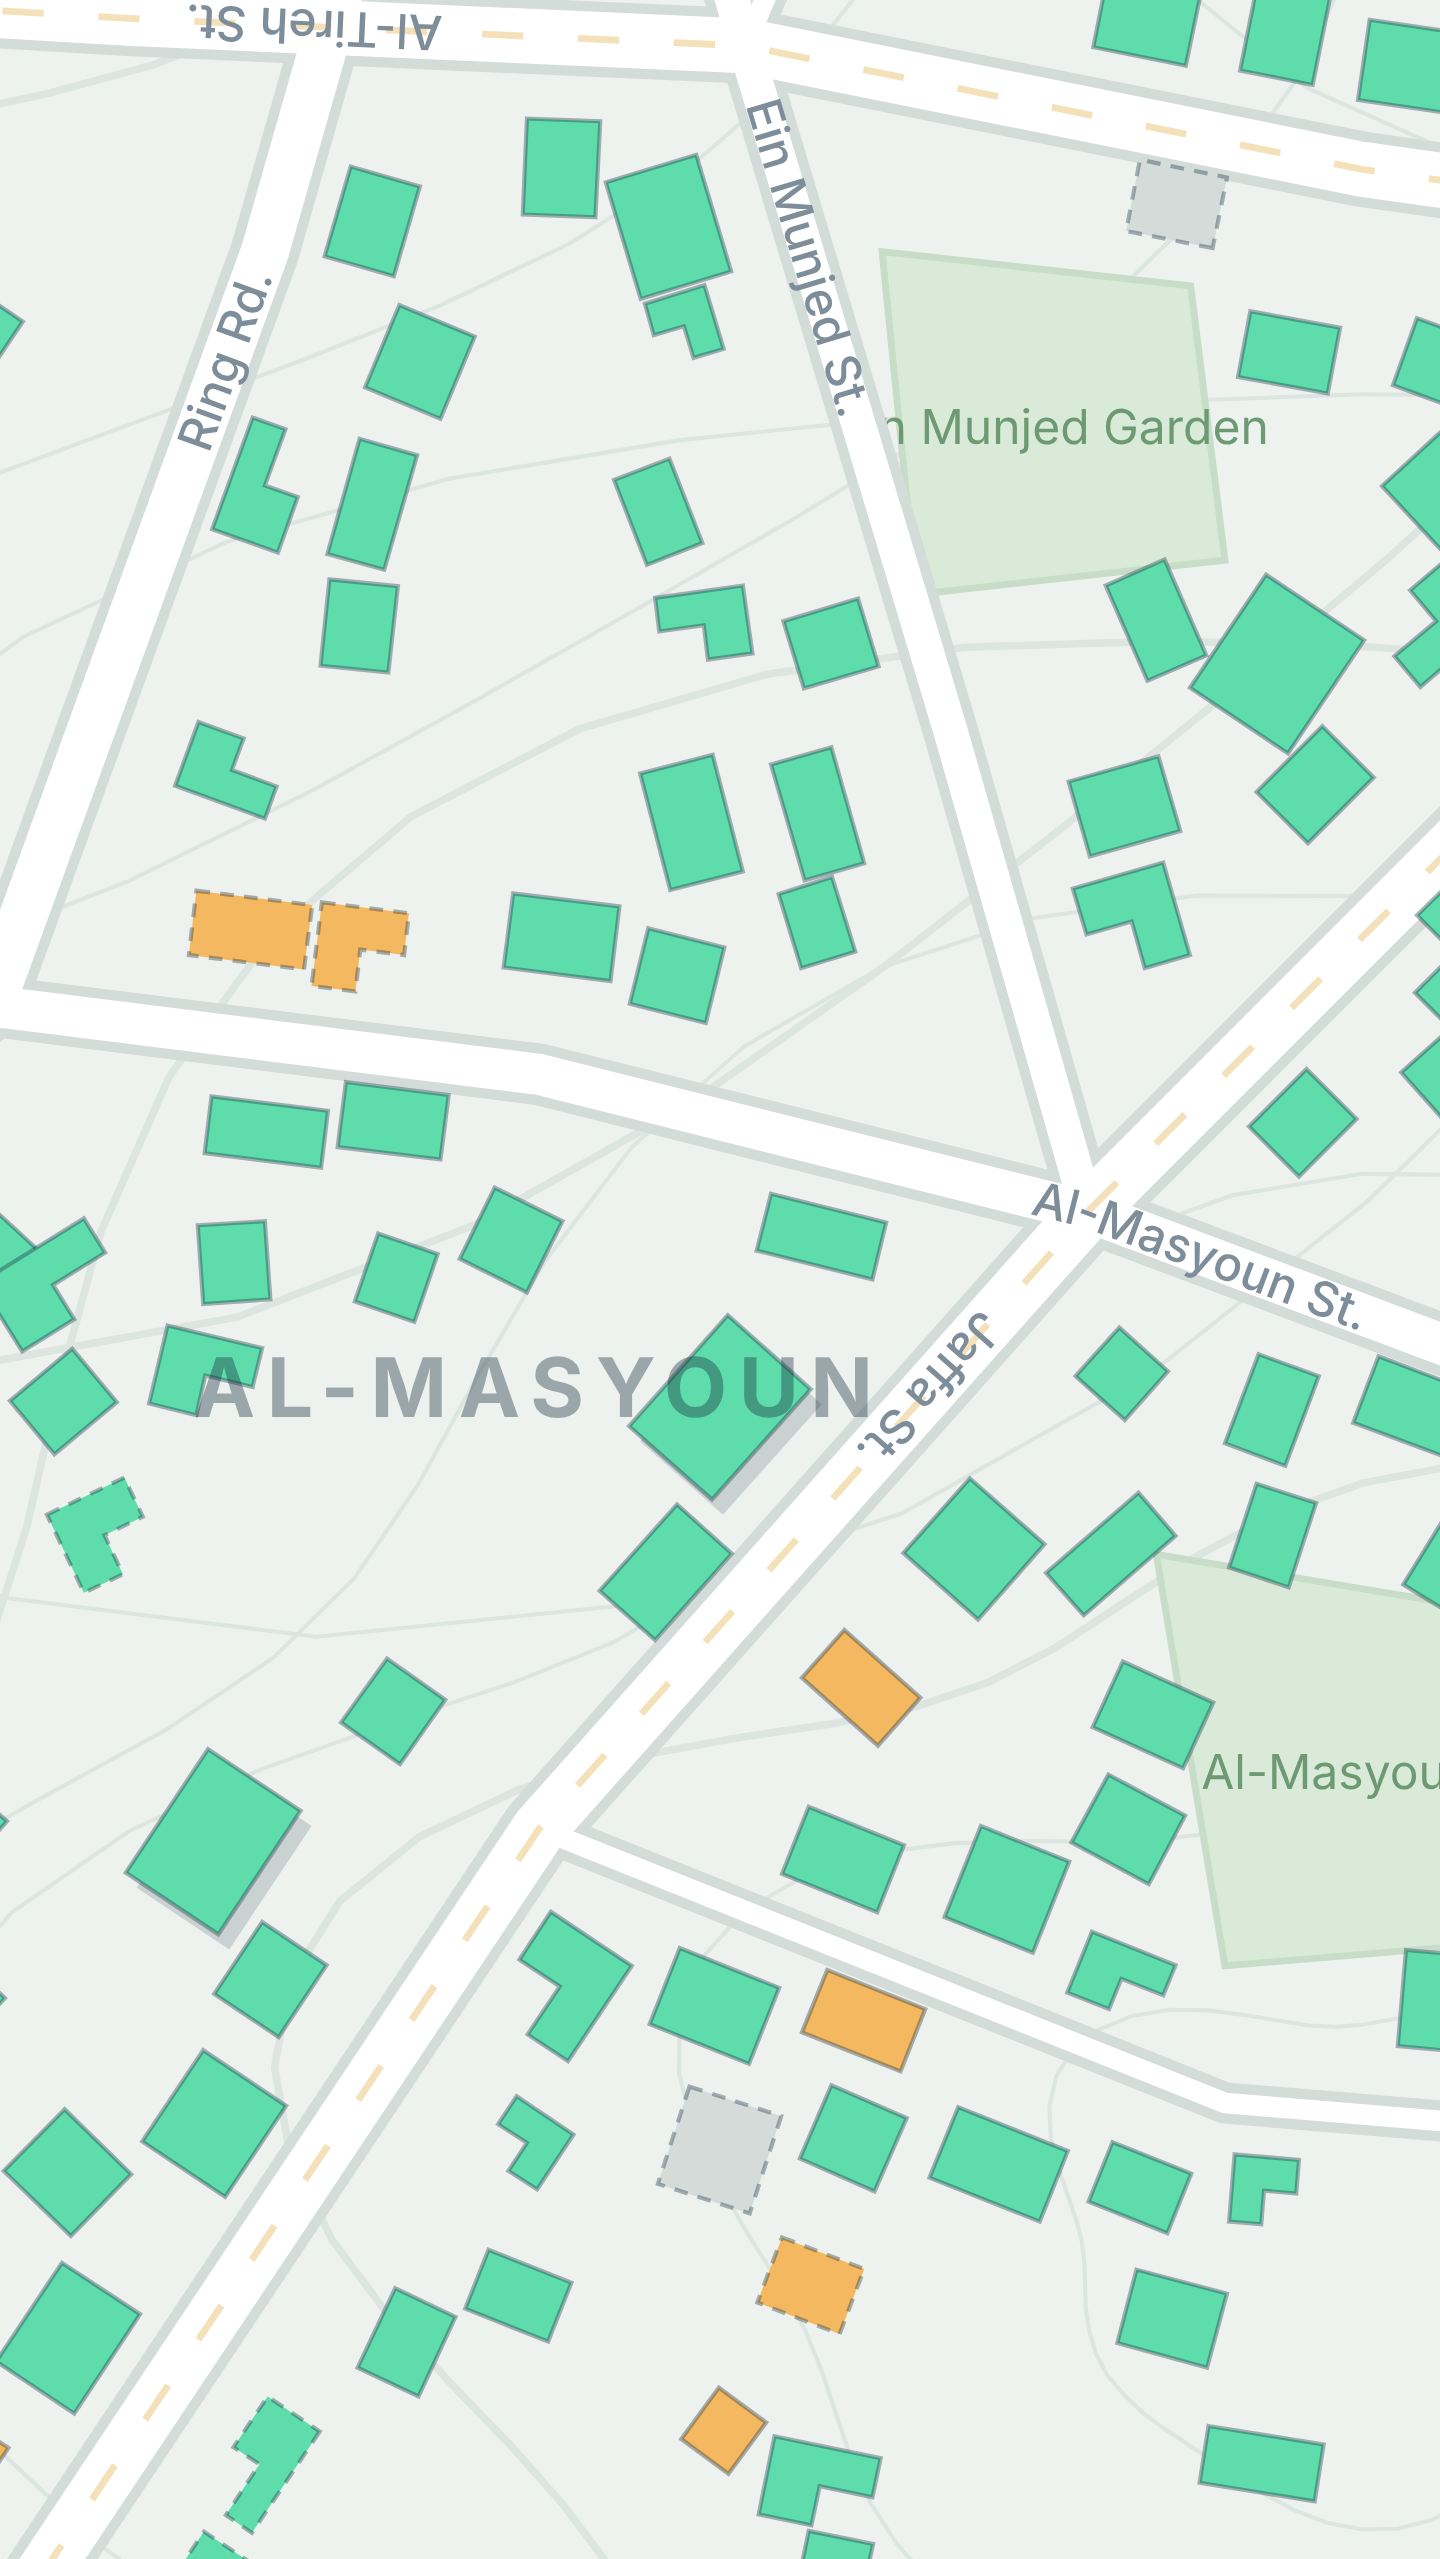 Al-Tireh St.
Ein Munjed St.
Ring Rd.
n Munjed Garden
Al-Masyoun St.
Jaffa St.
AL-MASYOUN
Al-Masyou